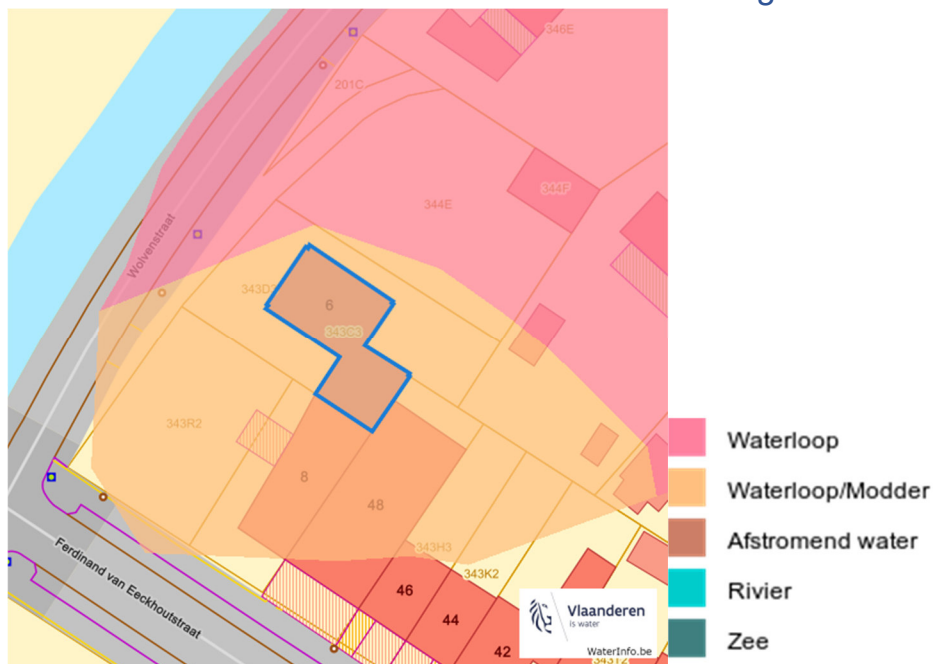 g
346E
201C
344F
344E
Wolvenstraat
6
343C3
343R2
8
48
343H3
343K2
46
44
42
Ferdinand van Eeckhoutstraat
Vlaanderen
is water
WaterInfo.be
Waterloop
Waterloop/Modder
Afstromend water
Rivier
Zee